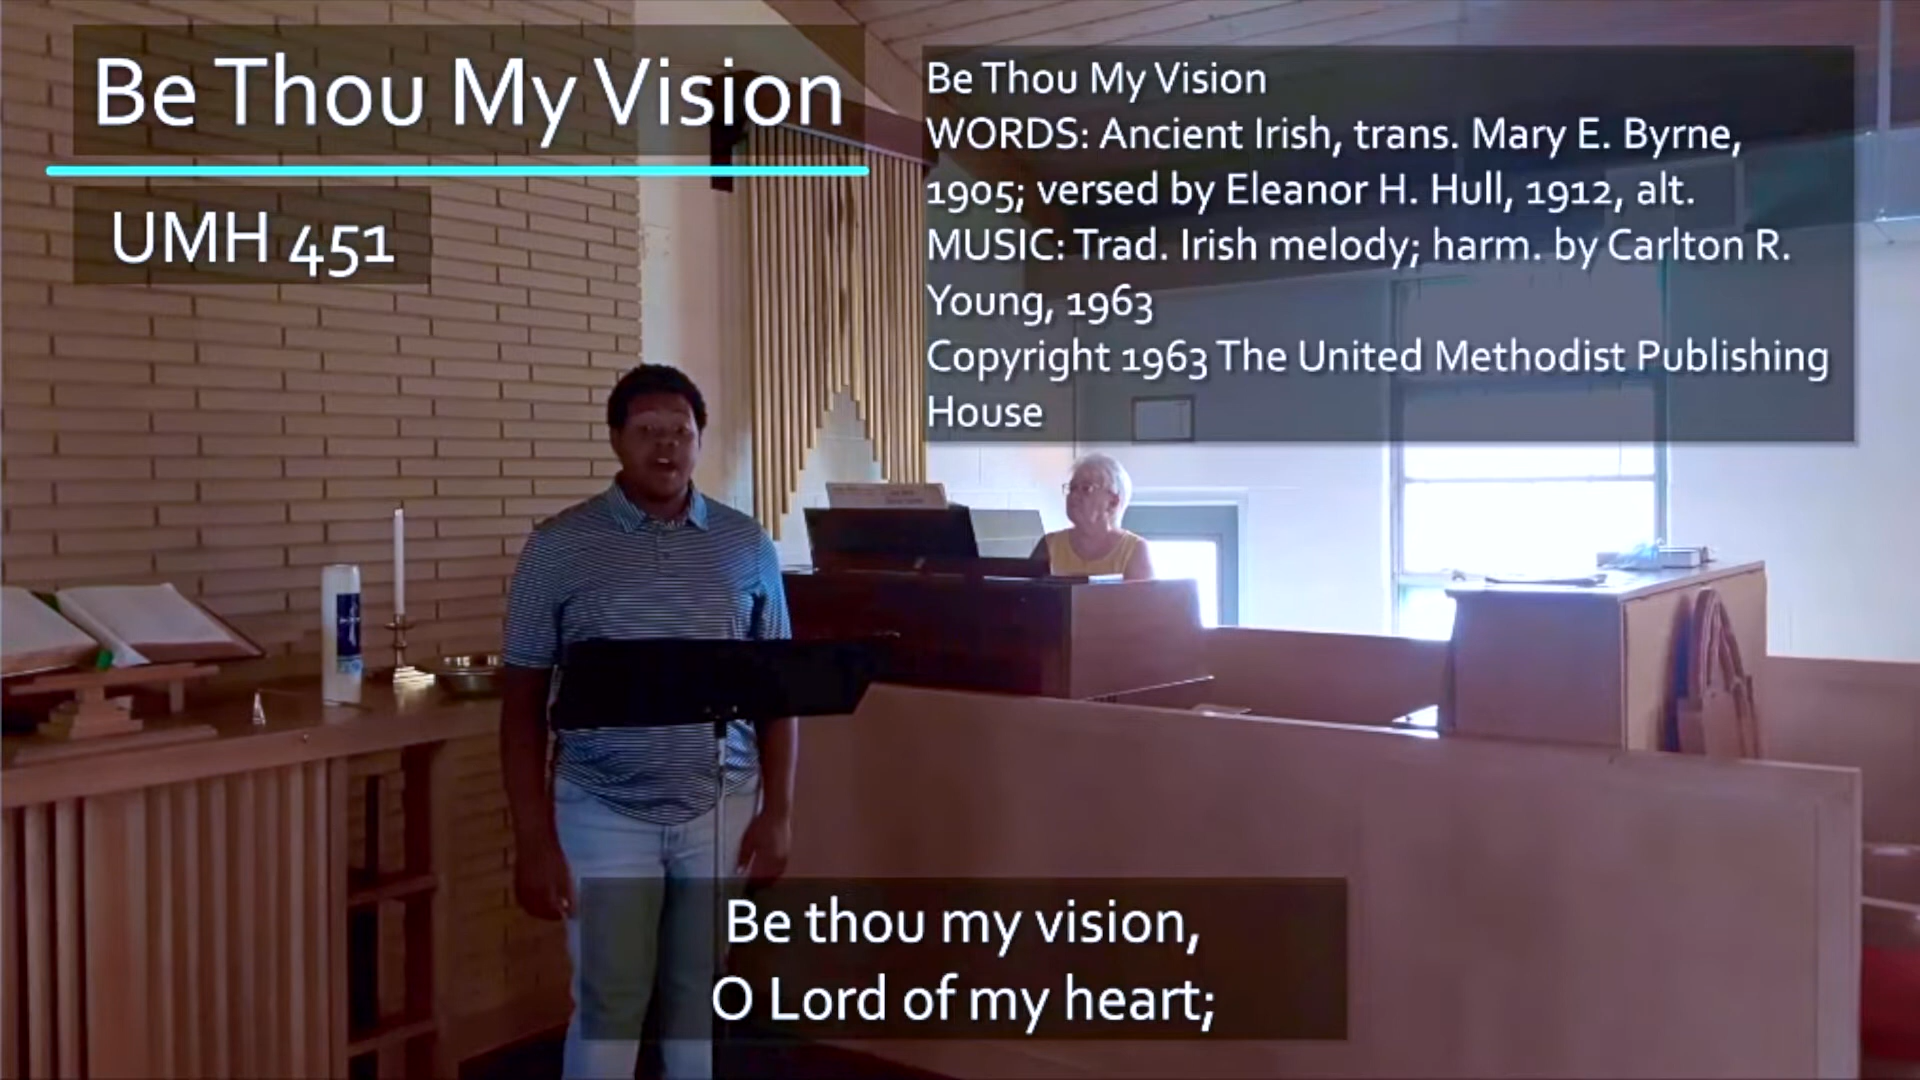 Be Thou My Vision
UMH 451
Be Thou My Vision
WORDS: Ancient Irish, trans. Mary E. Byrne,
1905; versed by Eleanor H. Hull, 1912, alt.
MUSIC: Trad. Irish melody; harm. by Carlton R.
Young, 1963
Copyright 1963 The United Methodist Publishing
House
Be thou my vision,
O Lord of my heart;